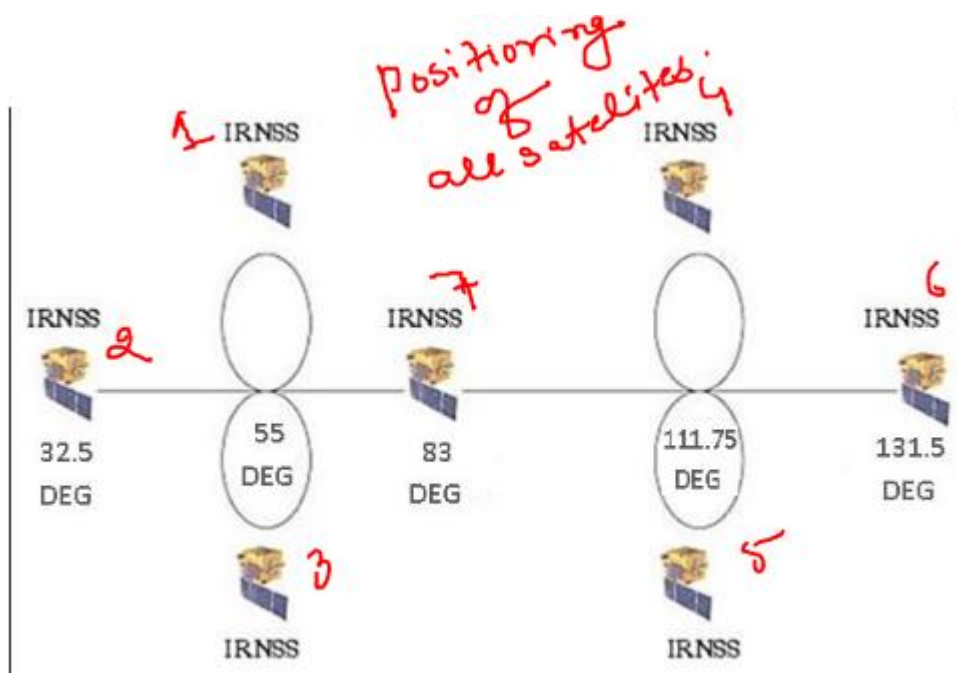 Positioning
of
all satelites.
1 IRNSS
4 IRNSS
IRNSS 2
IRNSS 7
IRNSS 6
32.5
DEG
55
DEG
83
DEG
111.75
DEG
131.5
DEG
3
IRNSS
5
IRNSS